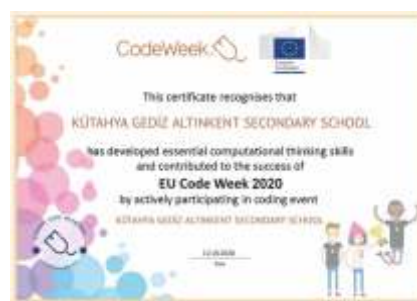 CodeWeek
This certificate recognises that
KÜTAHYA GEDİZ ALTINKENT SECONDARY SCHOOL
has developed essential computational thinking skills
and contributed to the success of
EU Code Week 2020
by actively participating in coding event
KÜTAHYA GEDİZ ALTINKENT SECONDARY SCHOOL